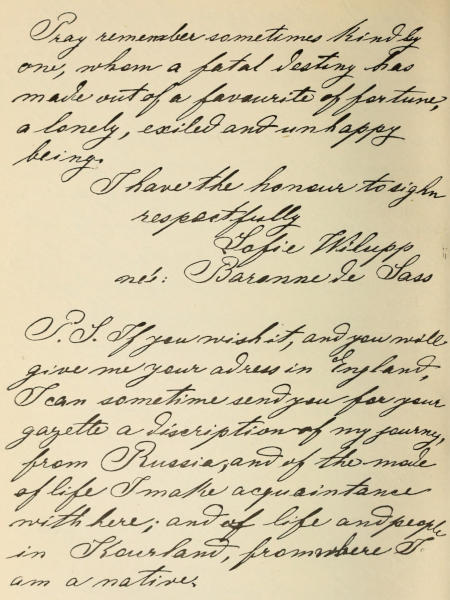 Pray remember sometimes kindly
one, whom a fatal destiny has
made out of a favourite of fortune,
a lonely, exiled and unhappy
being.
I have the honour to sighn
respectfully
Sofie Wilupp
neé: Baronne de Sass
P.S. If you wish it, and you will
give me your adress in England,
I can sometime send you for your
gazette a discription of my journey,
from Russia, and of the mode
of life I make acquaintance
with here; and of life and people
in Kourland, from where I
am a native.